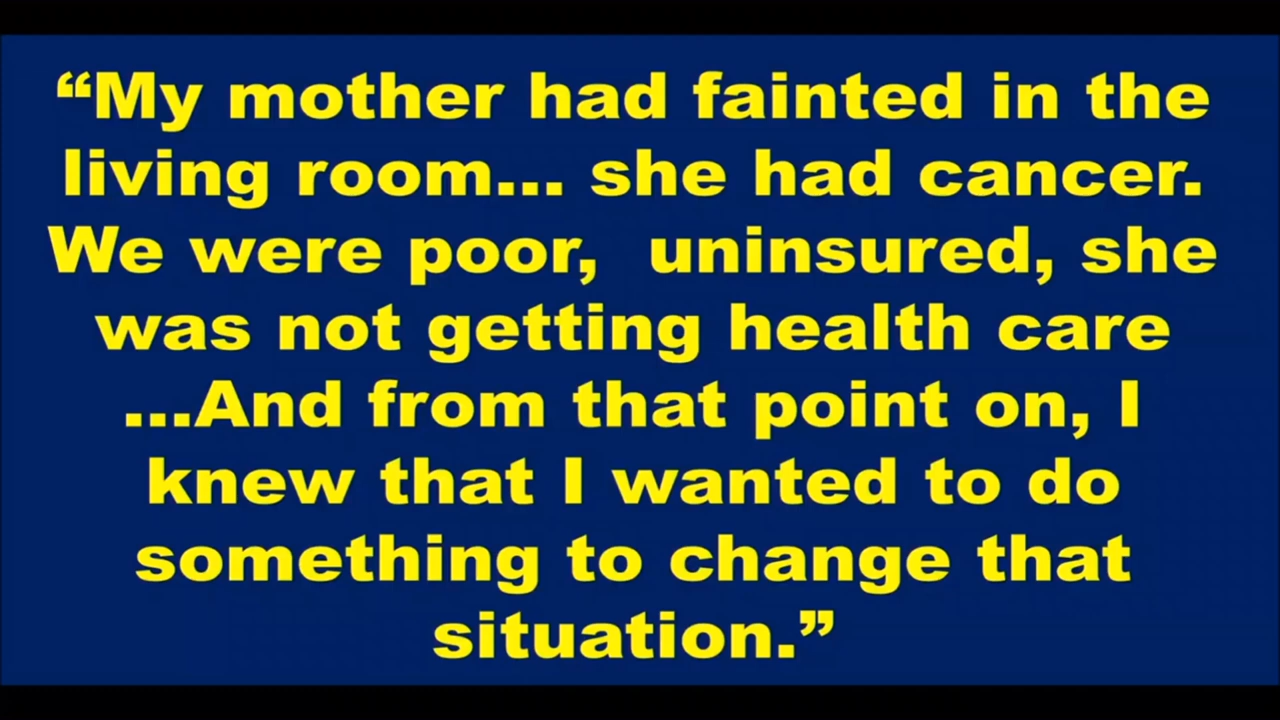 “My mother had fainted in the
living room... she had cancer.
We were poor,  uninsured, she
was not getting health care
...And from that point on, I
knew that I wanted to do
something to change that
situation.”